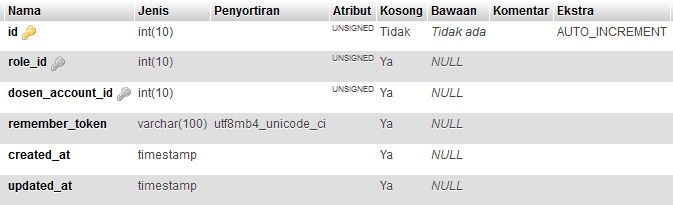 Nama Jenis Penyortiran Atribut Kosong Bawaan Komentar Ekstra
id int(10) UNSIGNED Tidak Tidak ada AUTO_INCREMENT
role_id int(10) UNSIGNED Ya NULL
dosen_account_id int(10) UNSIGNED Ya NULL
remember_token varchar(100) utf8mb4_unicode_ci Ya NULL
created_at timestamp Ya NULL
updated_at timestamp Ya NULL